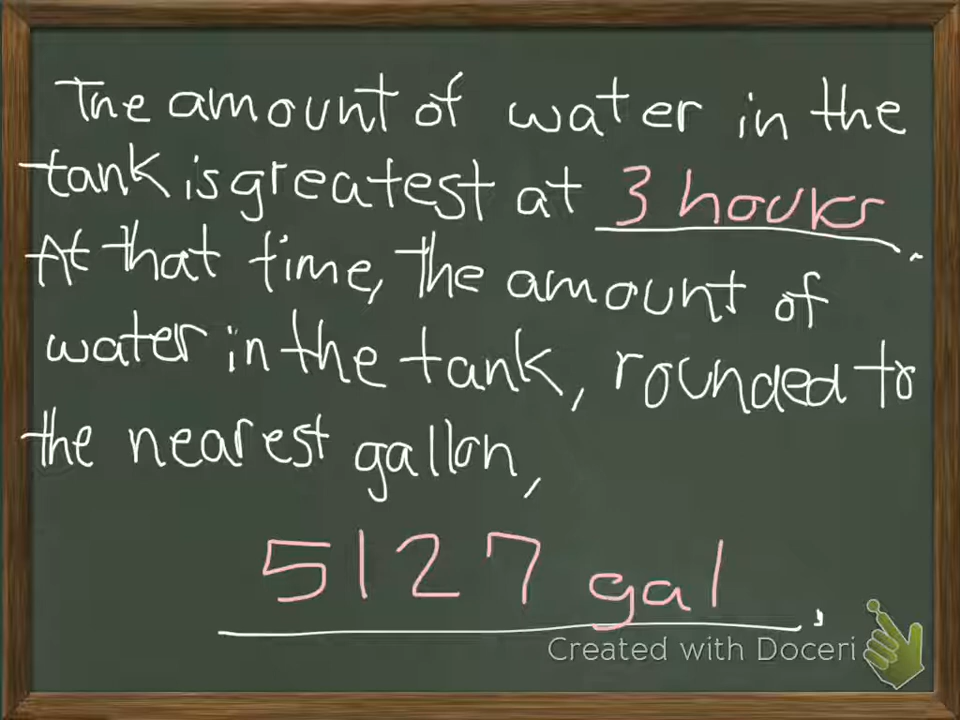 The amount of water in the
tank is greatest at 3 hours.
At that time, the amount of
water in the tank, rounded to
the nearest gallon,
5127 gal.
Created with Doceri